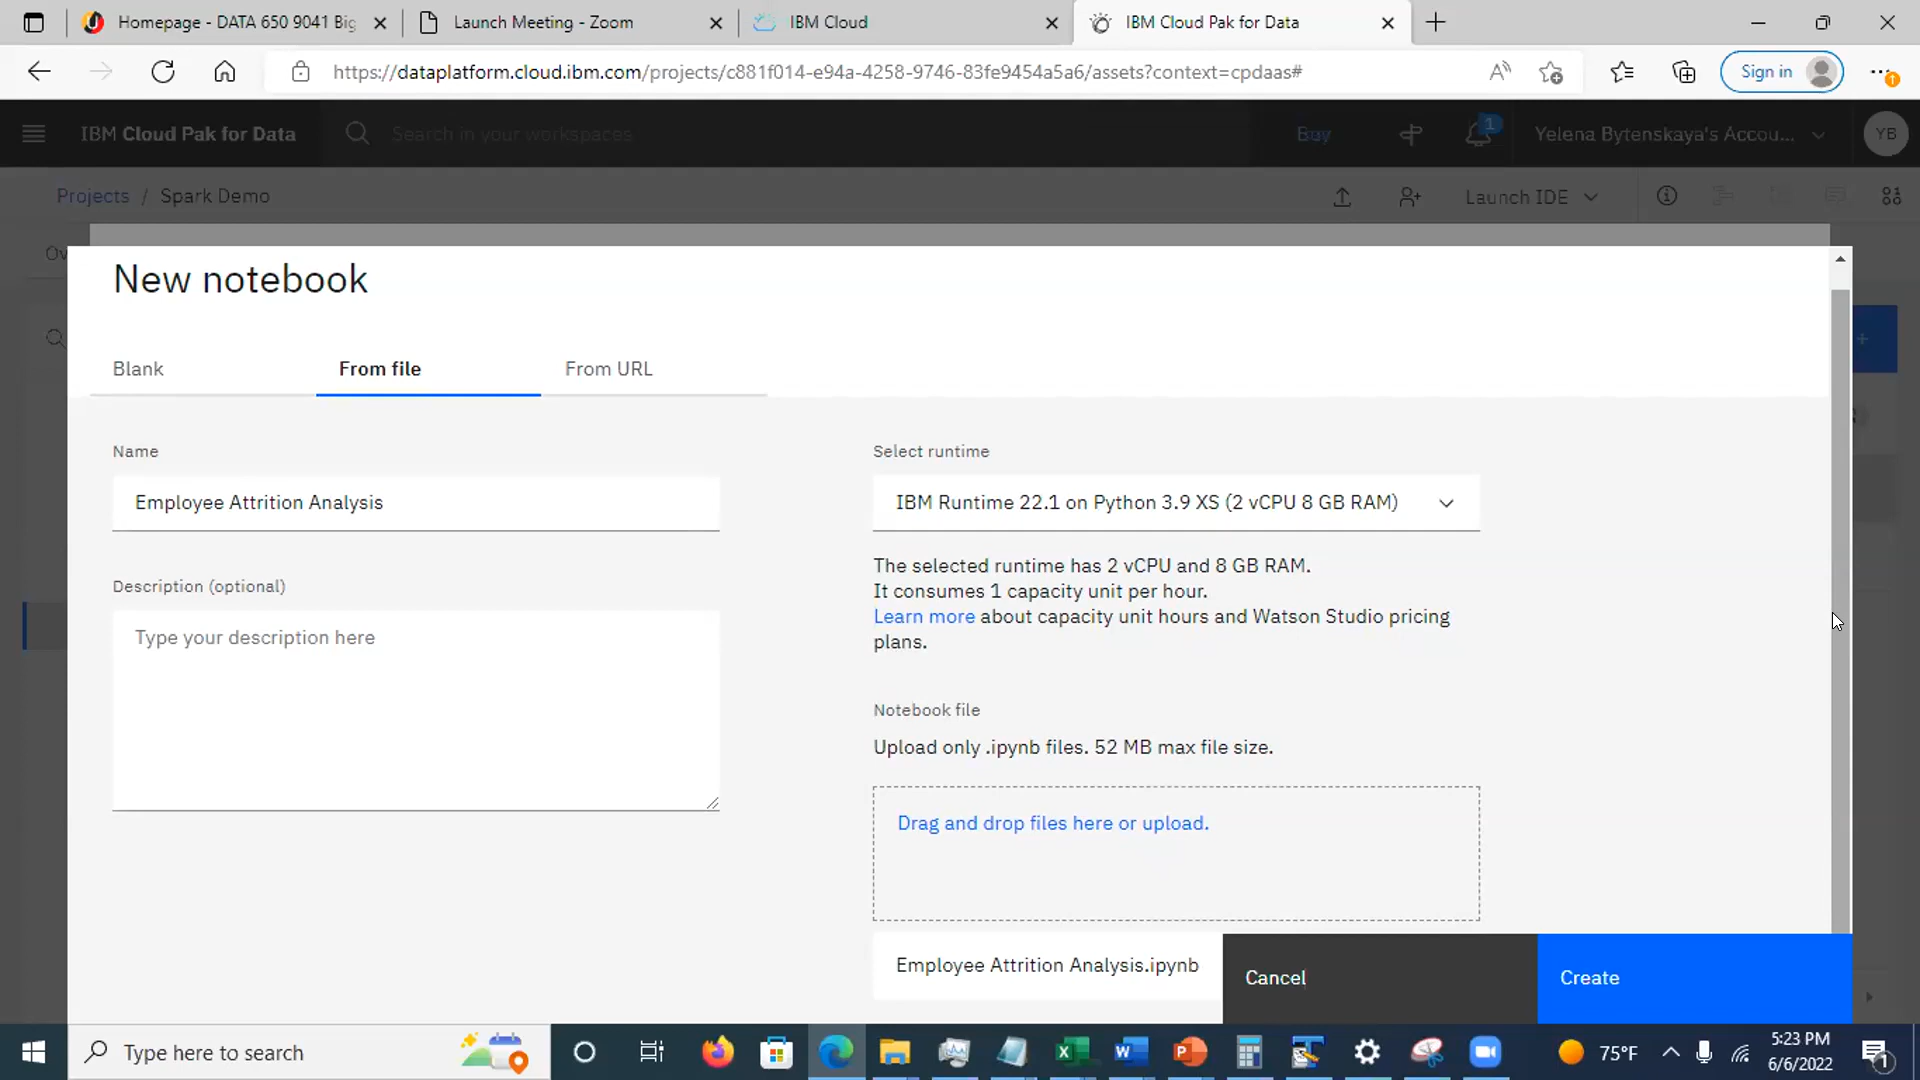 Homepage - DATA 650 9041 Big
Launch Meeting - Zoom
IBM Cloud
IBM Cloud Pak for Data
https://dataplatform.cloud.ibm.com/projects/c881f014-e94a-4258-9746-83fe9454a5a6/assets?context=cpdaas#
Sign in
IBM Cloud Pak for Data
Search in your workspaces
Buy
1
Yelena Bytenskaya's Accou...
YB
Projects / Spark Demo
Launch IDE
Ov
New notebook
Blank
From file
From URL
Name
Select runtime
Employee Attrition Analysis
IBM Runtime 22.1 on Python 3.9 XS (2 vCPU 8 GB RAM)
Description (optional)
Type your description here
The selected runtime has 2 vCPU and 8 GB RAM.
It consumes 1 capacity unit per hour.
Learn more about capacity unit hours and Watson Studio pricing
plans.
Notebook file
Upload only .ipynb files. 52 MB max file size.
Drag and drop files here or upload.
Employee Attrition Analysis.ipynb
Cancel
Create
Type here to search
75°F
5:23 PM
6/6/2022
1